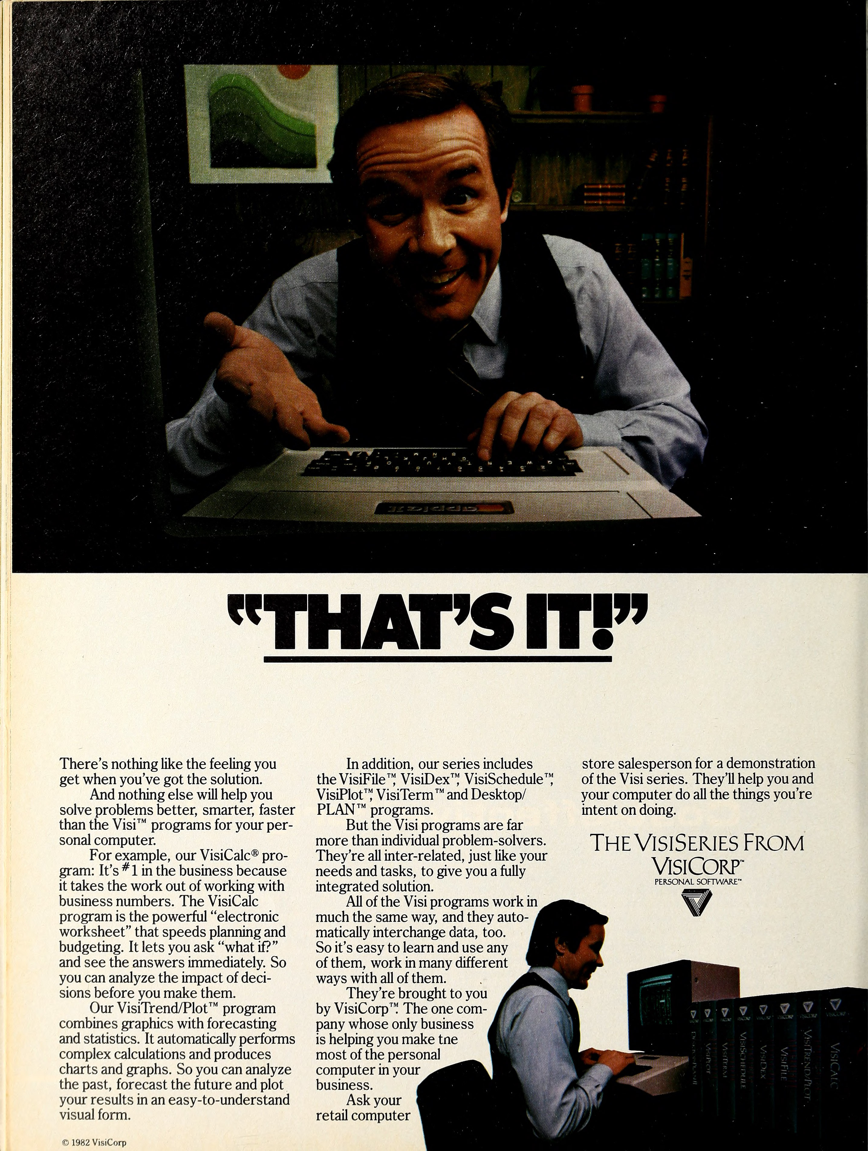 apple II
"THAT'S IT!"
There's nothing like the feeling you
get when you've got the solution.
And nothing else will help you
solve problems better, smarter, faster
than the Visi™ programs for your per-
sonal computer.
For example, our VisiCalc® pro-
gram: It's #1 in the business because
it takes the work out of working with
business numbers. The VisiCalc
program is the powerful "electronic
worksheet" that speeds planning and
budgeting. It lets you ask "what if?"
and see the answers immediately. So
you can analyze the impact of deci-
sions before you make them.
Our VisiTrend/Plot™ program
combines graphics with forecasting
and statistics. It automatically performs
complex calculations and produces
charts and graphs. So you can analyze
the past, forecast the future and plot
your results in an easy-to-understand
visual form.
© 1982 VisiCorp
In addition, our series includes
the VisiFile™, VisiDex™, VisiSchedule™,
VisiPlot™, VisiTerm™ and Desktop/
PLAN™ programs.
But the Visi programs are far
more than individual problem-solvers.
They're all inter-related, just like your
needs and tasks, to give you a fully
integrated solution.
All of the Visi programs work in
much the same way, and they auto-
matically interchange data, too.
So it's easy to learn and use any
of them, work in many different
ways with all of them.
They're brought to you
by VisiCorp™. The one com-
pany whose only business
is helping you make the
most of the personal
computer in your
business.
Ask your
retail computer
store salesperson for a demonstration
of the Visi series. They'll help you and
your computer do all the things you're
intent on doing.
THE VISISERIES FROM
VISICORP™
PERSONAL SOFTWARE™
VISIPLOT
VISITERM
VISISCHEDULE
VISIDEX
VISIFILE
VISITREND/PLOT
VISICALC